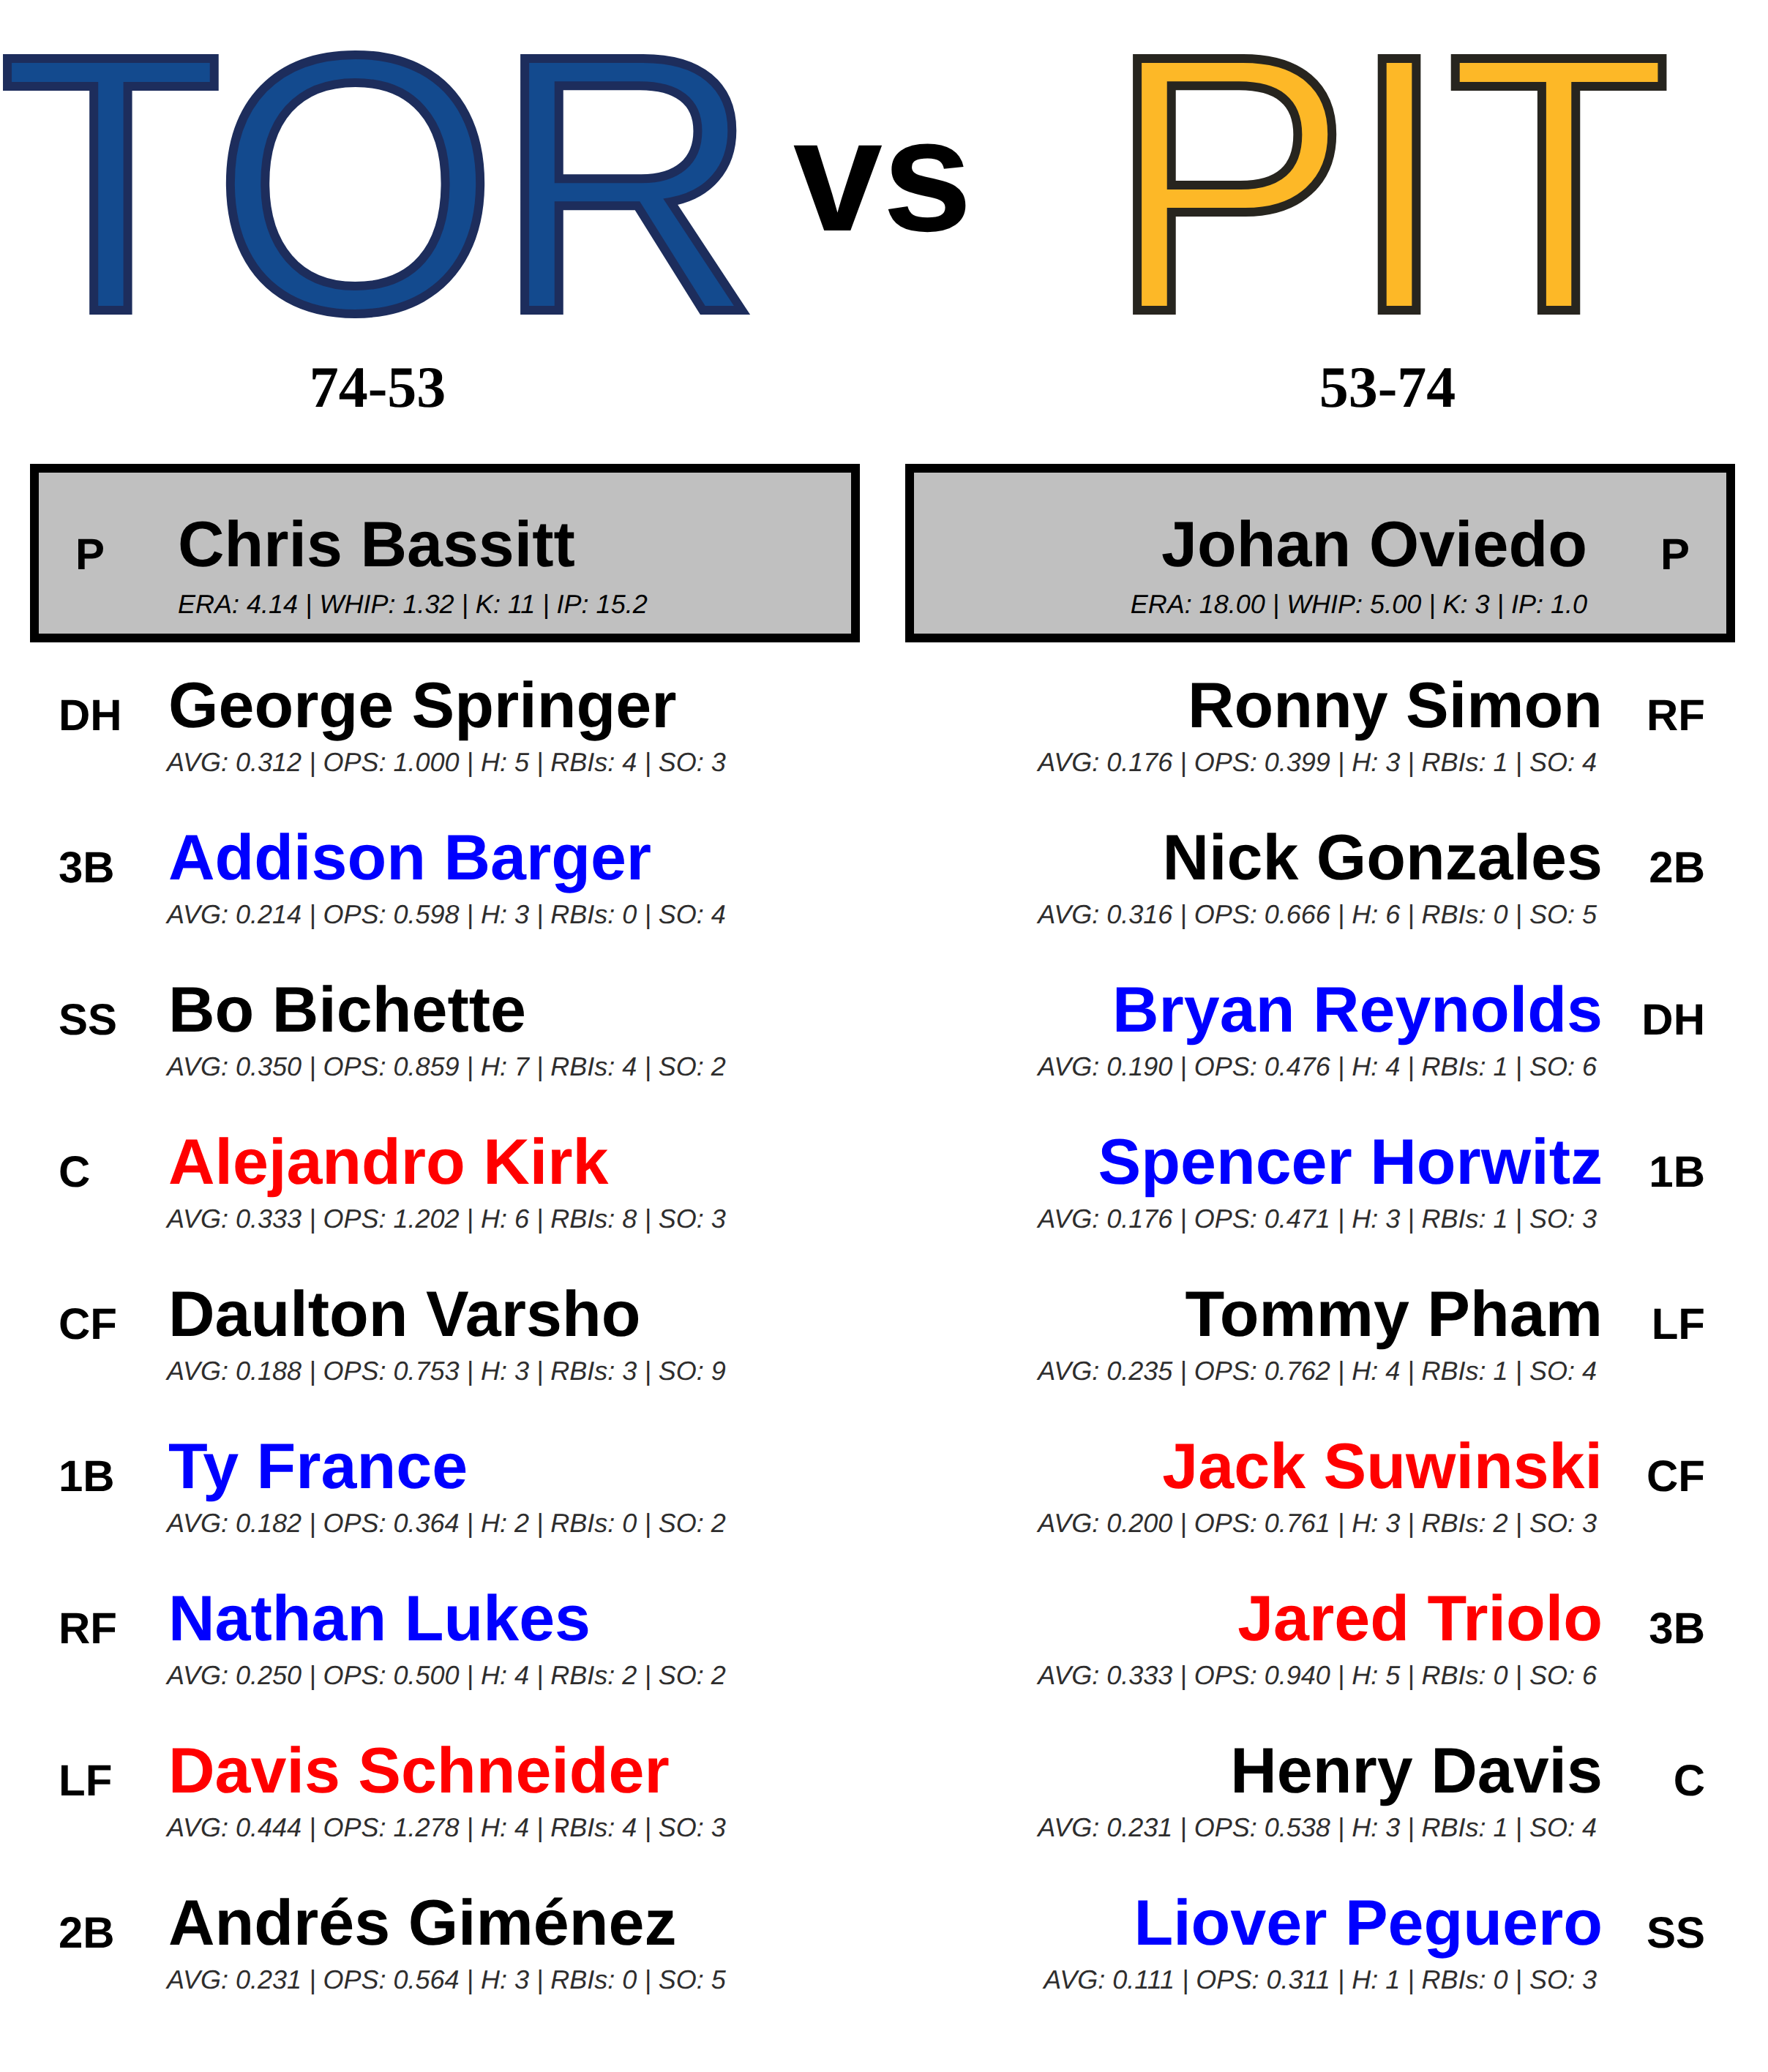 TOR vs PIT
74-53 53-74
P Chris Bassitt Johan Oviedo P
ERA: 4.14 | WHIP: 1.32 | K: 11 | IP: 15.2 ERA: 18.00 | WHIP: 5.00 | K: 3 | IP: 1.0
DH George Springer Ronny Simon RF
AVG: 0.312 | OPS: 1.000 | H: 5 | RBIs: 4 | SO: 3 AVG: 0.176 | OPS: 0.399 | H: 3 | RBIs: 1 | SO: 4
3B Addison Barger Nick Gonzales 2B
AVG: 0.214 | OPS: 0.598 | H: 3 | RBIs: 0 | SO: 4 AVG: 0.316 | OPS: 0.666 | H: 6 | RBIs: 0 | SO: 5
SS Bo Bichette Bryan Reynolds DH
AVG: 0.350 | OPS: 0.859 | H: 7 | RBIs: 4 | SO: 2 AVG: 0.190 | OPS: 0.476 | H: 4 | RBIs: 1 | SO: 6
C Alejandro Kirk Spencer Horwitz 1B
AVG: 0.333 | OPS: 1.202 | H: 6 | RBIs: 8 | SO: 3 AVG: 0.176 | OPS: 0.471 | H: 3 | RBIs: 1 | SO: 3
CF Daulton Varsho Tommy Pham LF
AVG: 0.188 | OPS: 0.753 | H: 3 | RBIs: 3 | SO: 9 AVG: 0.235 | OPS: 0.762 | H: 4 | RBIs: 1 | SO: 4
1B Ty France Jack Suwinski CF
AVG: 0.182 | OPS: 0.364 | H: 2 | RBIs: 0 | SO: 2 AVG: 0.200 | OPS: 0.761 | H: 3 | RBIs: 2 | SO: 3
RF Nathan Lukes Jared Triolo 3B
AVG: 0.250 | OPS: 0.500 | H: 4 | RBIs: 2 | SO: 2 AVG: 0.333 | OPS: 0.940 | H: 5 | RBIs: 0 | SO: 6
LF Davis Schneider Henry Davis C
AVG: 0.444 | OPS: 1.278 | H: 4 | RBIs: 4 | SO: 3 AVG: 0.231 | OPS: 0.538 | H: 3 | RBIs: 1 | SO: 4
2B Andrés Giménez Liover Peguero SS
AVG: 0.231 | OPS: 0.564 | H: 3 | RBIs: 0 | SO: 5 AVG: 0.111 | OPS: 0.311 | H: 1 | RBIs: 0 | SO: 3